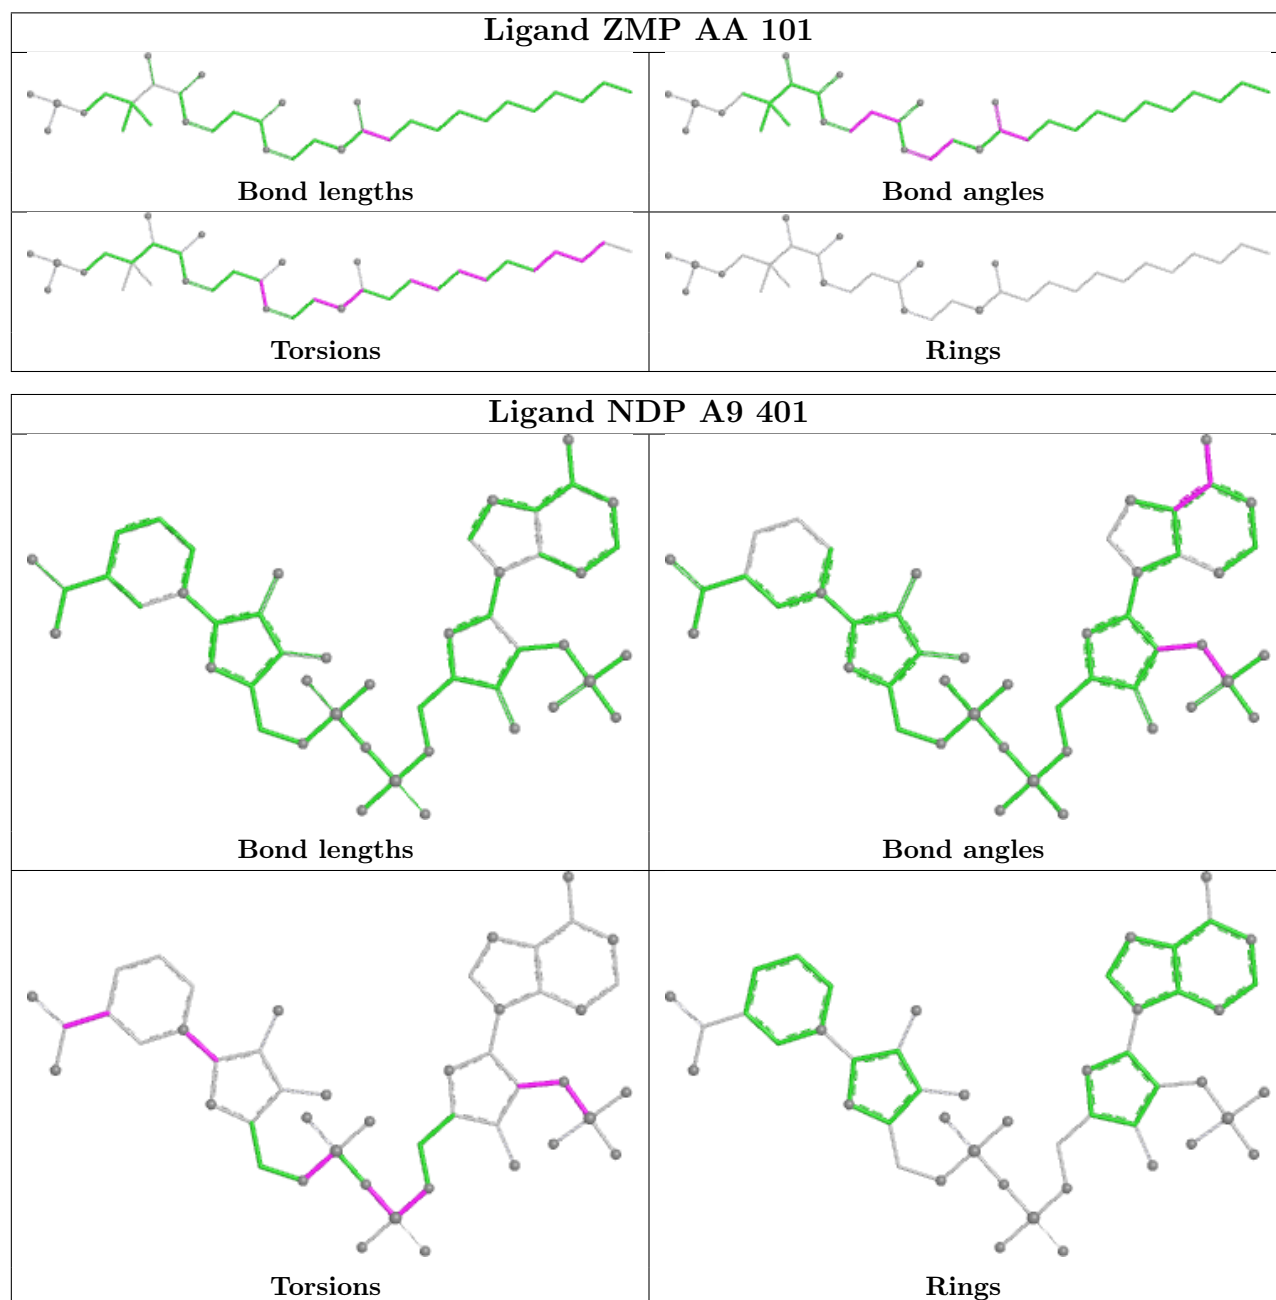 Ligand ZMP AA 101
Bond lengths
Bond angles
Torsions
Rings
Ligand NDP A9 401
Bond lengths
Bond angles
Torsions
Rings